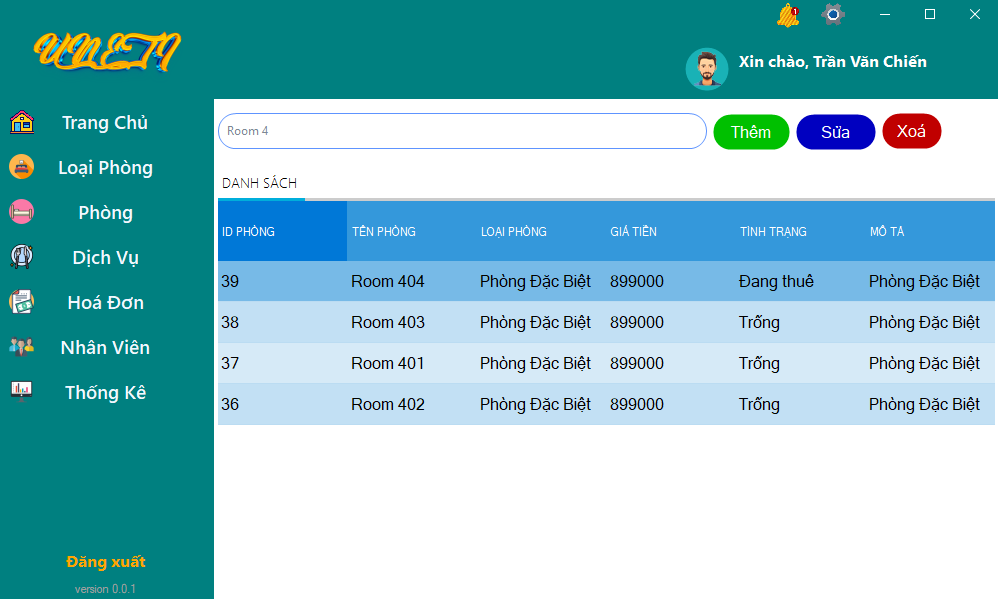 1
UNETI
Xin chào, Trần Văn Chiến
Trang Chủ
Loại Phòng
Phòng
Dịch Vụ
Hoá Đơn
Nhân Viên
Thống Kê
Đăng xuất
version 0.0.1
Room 4
Thêm
Sửa
Xoá
DANH SÁCH
ID PHÒNG TÊN PHÒNG LOẠI PHÒNG GIÁ TIỀN TÌNH TRẠNG MÔ TẢ
39 Room 404 Phòng Đặc Biệt 899000 Đang thuê Phòng Đặc Biệt
38 Room 403 Phòng Đặc Biệt 899000 Trống Phòng Đặc Biệt
37 Room 401 Phòng Đặc Biệt 899000 Trống Phòng Đặc Biệt
36 Room 402 Phòng Đặc Biệt 899000 Trống Phòng Đặc Biệt